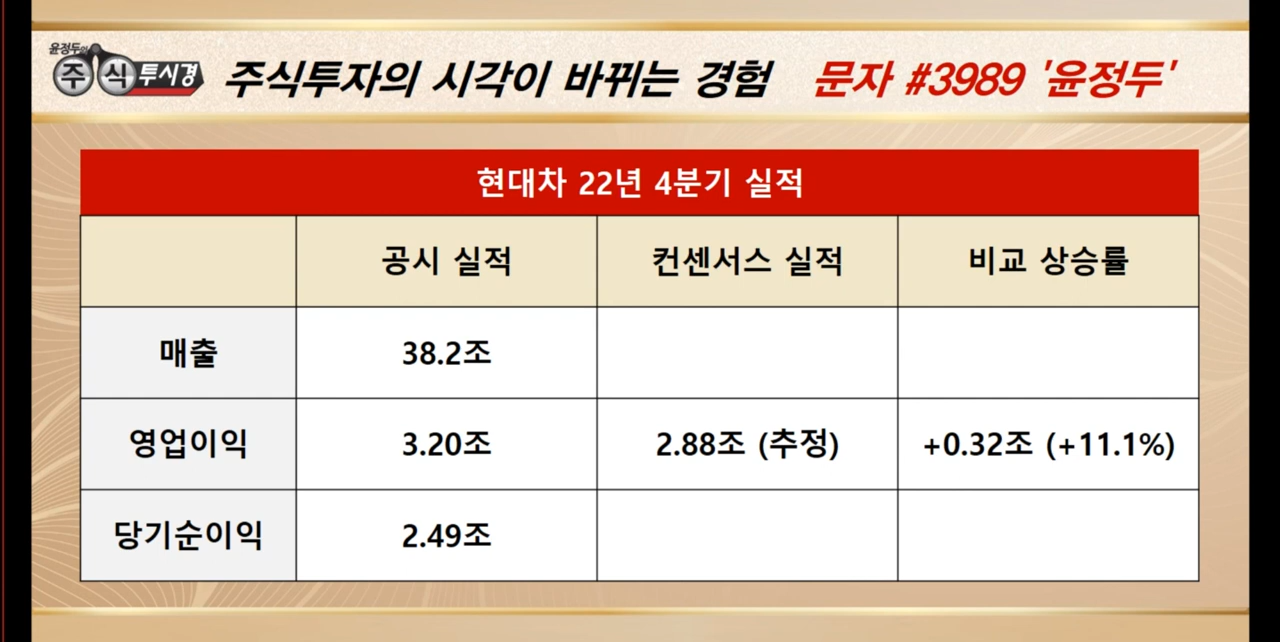 윤정두의
주식투시경
주식투자의 시각이 바뀌는 경험 문자 #3989 '윤정두'
현대차 22년 4분기 실적
공시 실적 컨센서스 실적 비교 상승률
매출 38.2조
영업이익 3.20조 2.88조 (추정) +0.32조 (+11.1%)
당기순이익 2.49조